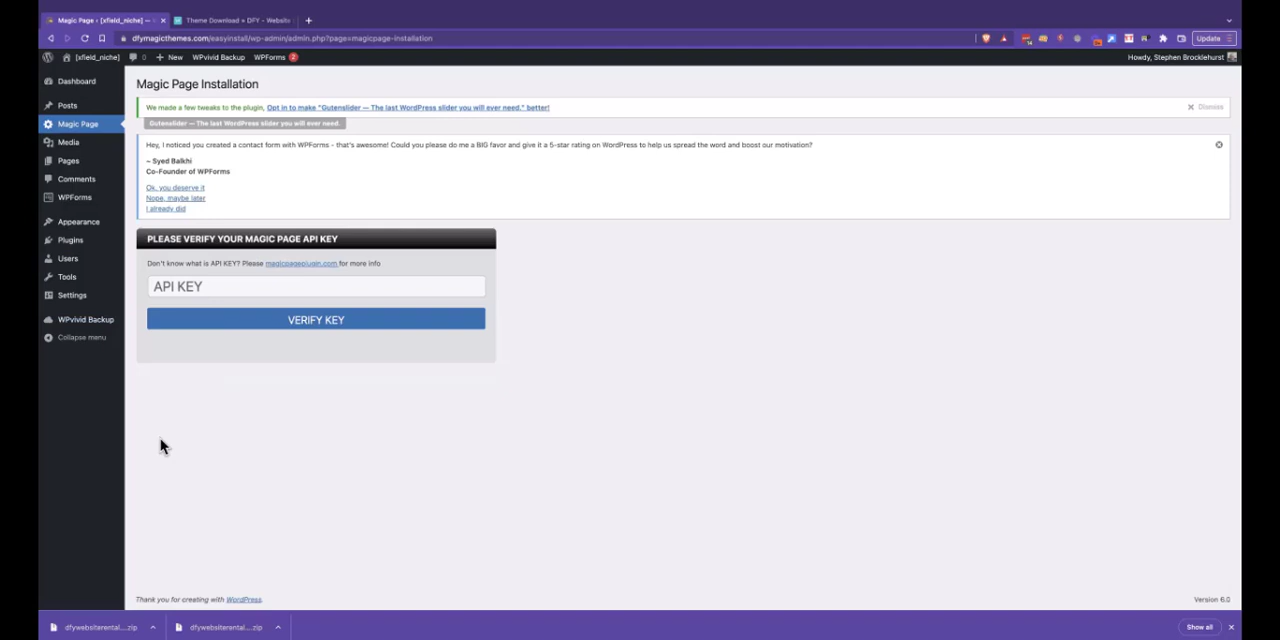 Magic Page ‹ [xfield_niche] —
Theme Download » DFY - Website
dfymagicthemes.com/easyinstall/wp-admin/admin.php?page=magicpage-installation
Update
[xfield_niche]
0
New
WPvivid Backup
WPForms 2
Howdy, Stephen Brocklehurst
Dashboard
Posts
Magic Page
Media
Pages
Comments
WPForms
Appearance
Plugins
Users
Tools
Settings
WPvivid Backup
Collapse menu
Magic Page Installation
We made a few tweaks to the plugin, Opt in to make "Gutenslider — The last WordPress slider you will ever need." better!
Dismiss
Gutenslider — The last WordPress slider you will ever need.
Hey, I noticed you created a contact form with WPForms - that's awesome! Could you please do me a BIG favor and give it a 5-star rating on WordPress to help us spread the word and boost our motivation?
~ Syed Balkhi
Co-Founder of WPForms
Ok, you deserve it
Nope, maybe later
I already did
PLEASE VERIFY YOUR MAGIC PAGE API KEY
Don't know what is API KEY? Please magicpageplugin.com for more info
API KEY
VERIFY KEY
Thank you for creating with WordPress.
Version 6.0
dfywebsiterental....zip
dfywebsiterental....zip
Show all